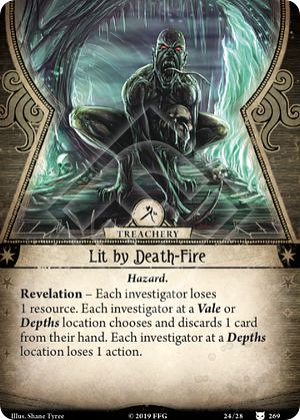 TREACHERY
Lit by Death-Fire
Hazard.
Revelation – Each investigator loses
1 resource. Each investigator at a Vale or
Depths location chooses and discards 1 card
from their hand. Each investigator at a Depths
location loses 1 action.
Illus. Shane Tyree © 2019 FFG 24/28 269